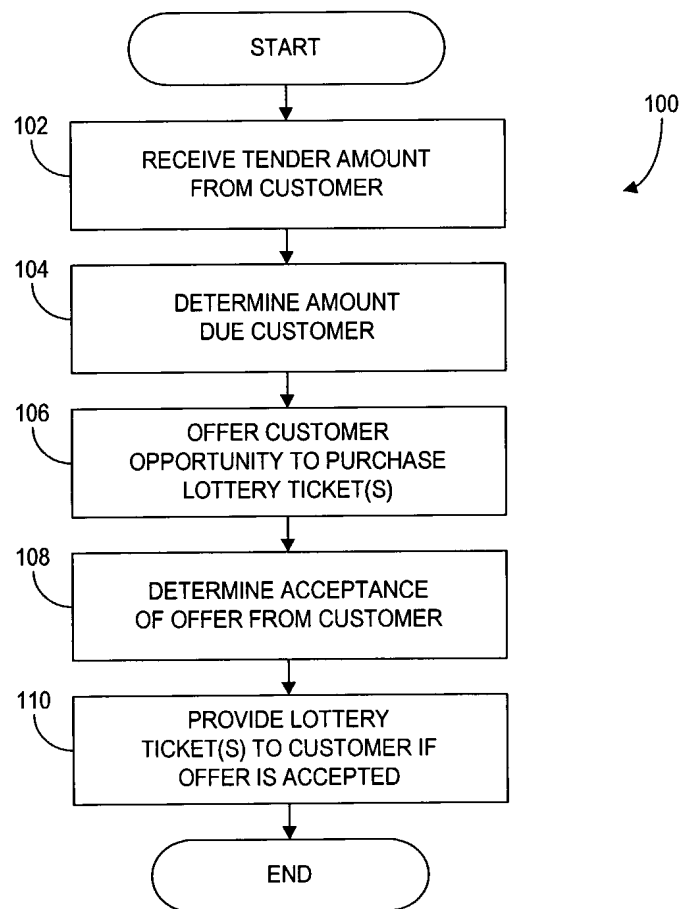 START
100
102
RECEIVE TENDER AMOUNT
FROM CUSTOMER
104
DETERMINE AMOUNT
DUE CUSTOMER
106
OFFER CUSTOMER
OPPORTUNITY TO PURCHASE
LOTTERY TICKET(S)
108
DETERMINE ACCEPTANCE
OF OFFER FROM CUSTOMER
110
PROVIDE LOTTERY
TICKET(S) TO CUSTOMER IF
OFFER IS ACCEPTED
END